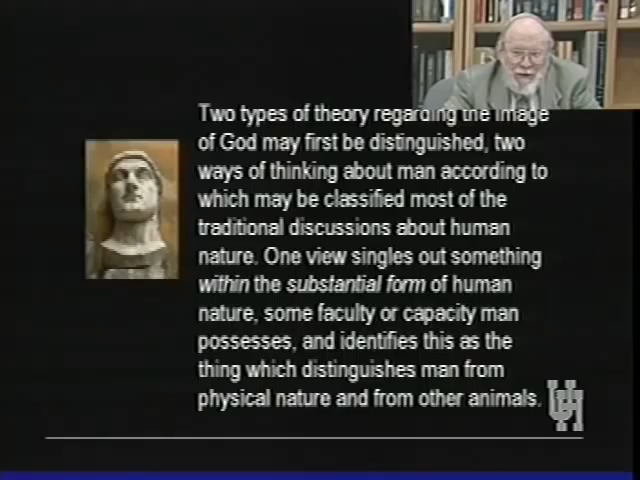 Two types of theory regarding the image
of God may first be distinguished, two
ways of thinking about man according to
which may be classified most of the
traditional discussions about human
nature. One view singles out something
within the substantial form of human
nature, some faculty or capacity man
possesses, and identifies this as the
thing which distinguishes man from
physical nature and from other animals.
UH